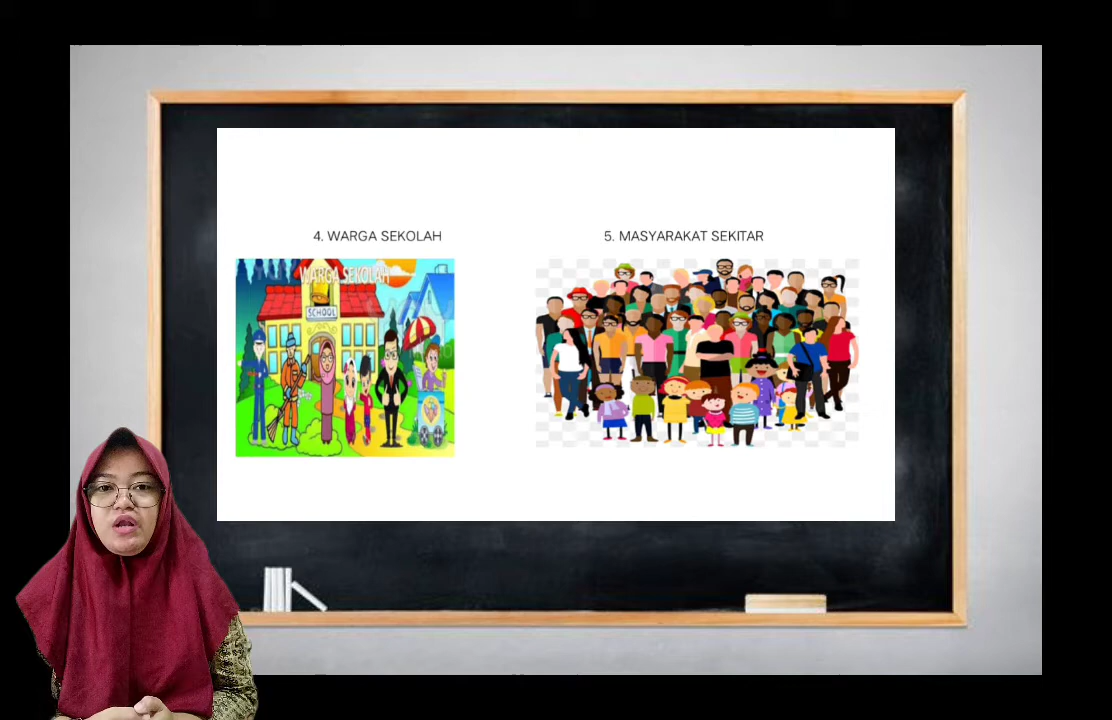 4. WARGA SEKOLAH
5. MASYARAKAT SEKITAR
WARGA SEKOLAH
SCHOOL